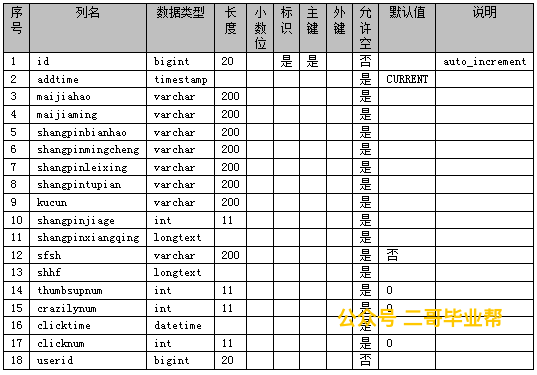 序号 列名 数据类型 长度 小数位 标识 主键 外键 允许空 默认值 说明
1 id bigint 20 是 是 否 auto_increment
2 addtime timestamp 是 CURRENT
3 maijiahao varchar 200 是
4 maijiaming varchar 200 是
5 shangpinbianhao varchar 200 是
6 shangpinmingcheng varchar 200 是
7 shangpinleixing varchar 200 是
8 shangpintupian varchar 200 是
9 kucun varchar 200 是
10 shangpinjiage int 11 是
11 shangpinxiangqing longtext 是
12 sfsh varchar 200 是 否
13 shhf longtext 是
14 thumbsupnum int 11 是 0
15 crazilynum int 11 是 0
公众号 二哥毕业帮
16 clicktime datetime 是
17 clicknum int 11 是 0
18 userid bigint 20 否